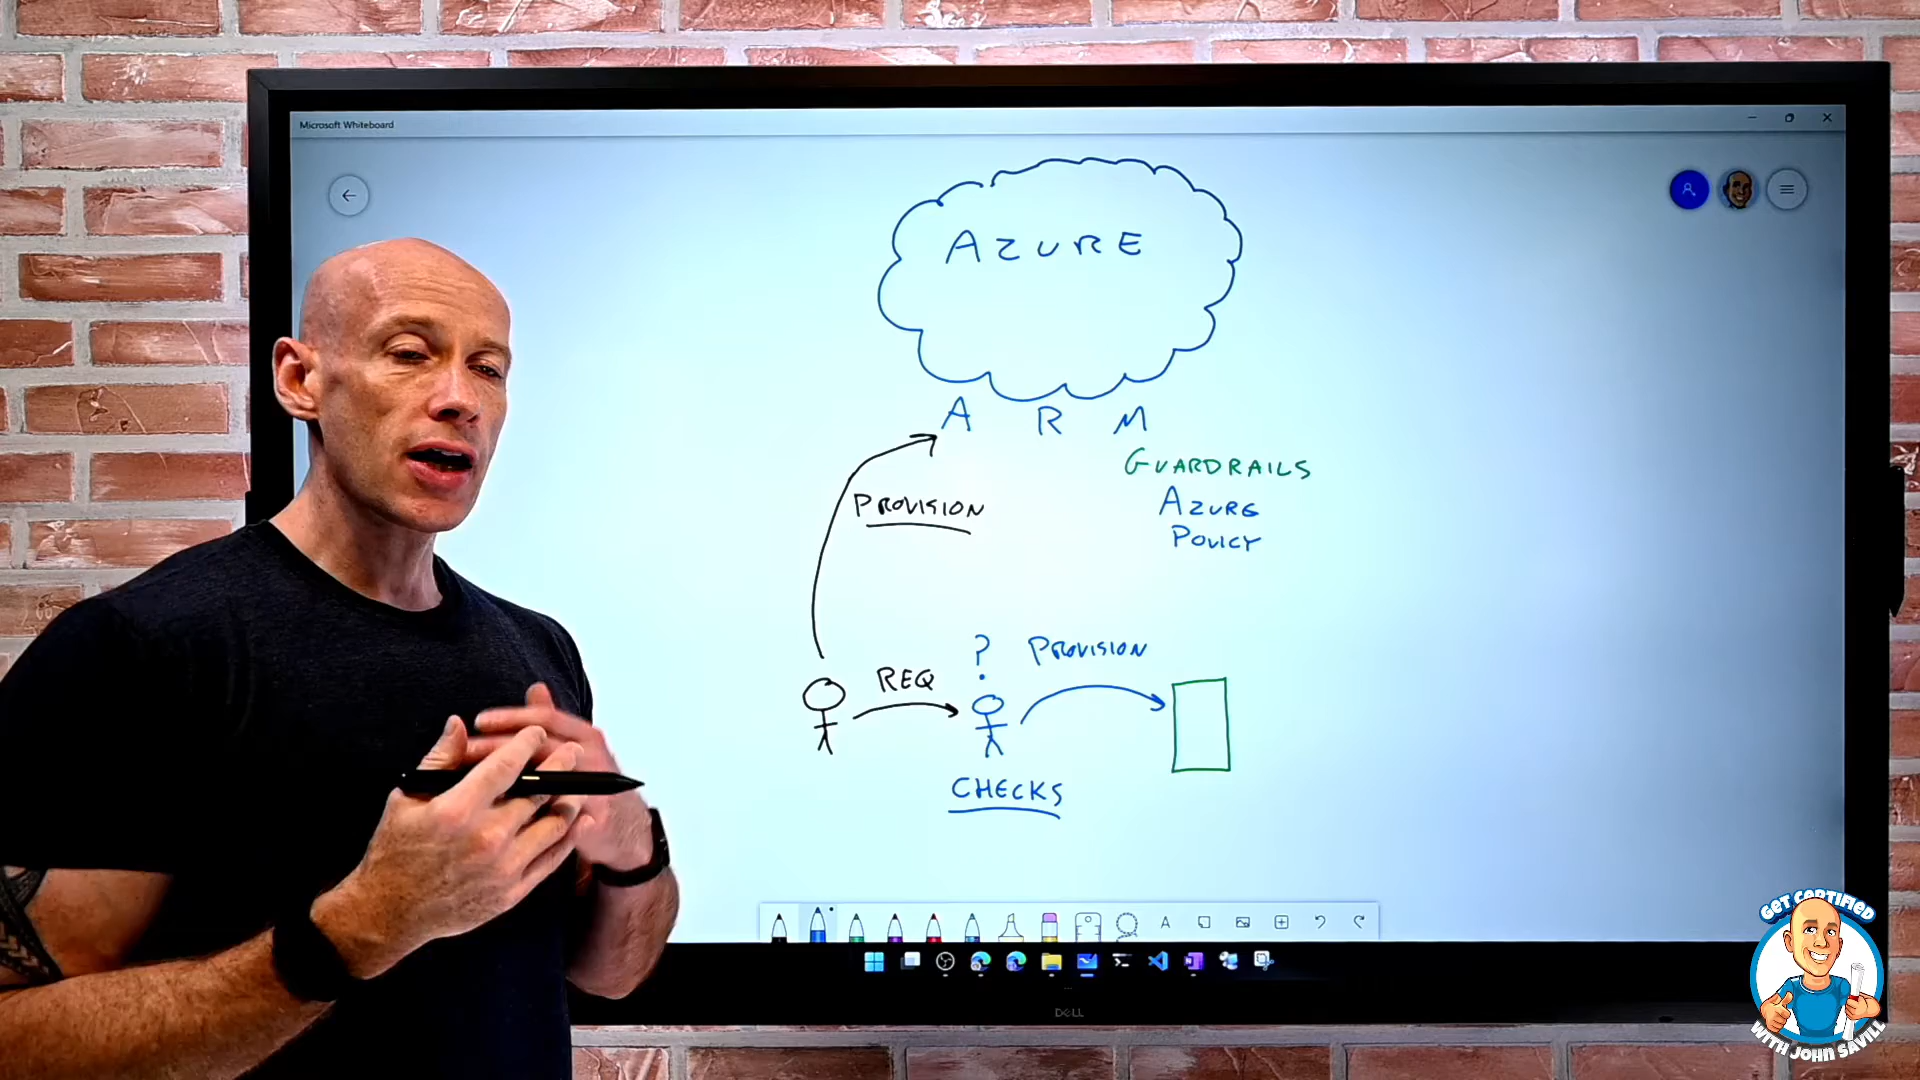 Microsoft Whiteboard
AZURE
A R M
GUARDRAILS
AZURE
POLICY
PROVISION
REQ
?
PROVISION
CHECKS
A
DELL
GET CERTIFIED
WITH JOHN SAVILL